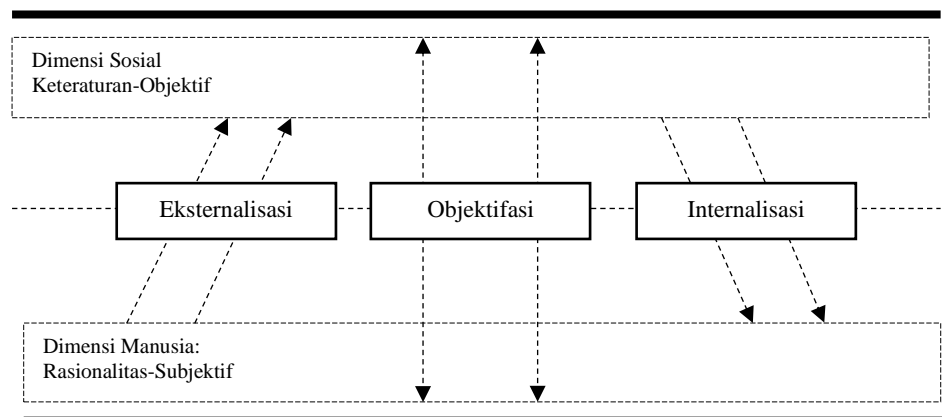 Dimensi Sosial
Keteraturan-Objektif
Eksternalisasi
Objektifasi
Internalisasi
Dimensi Manusia:
Rasionalitas-Subjektif